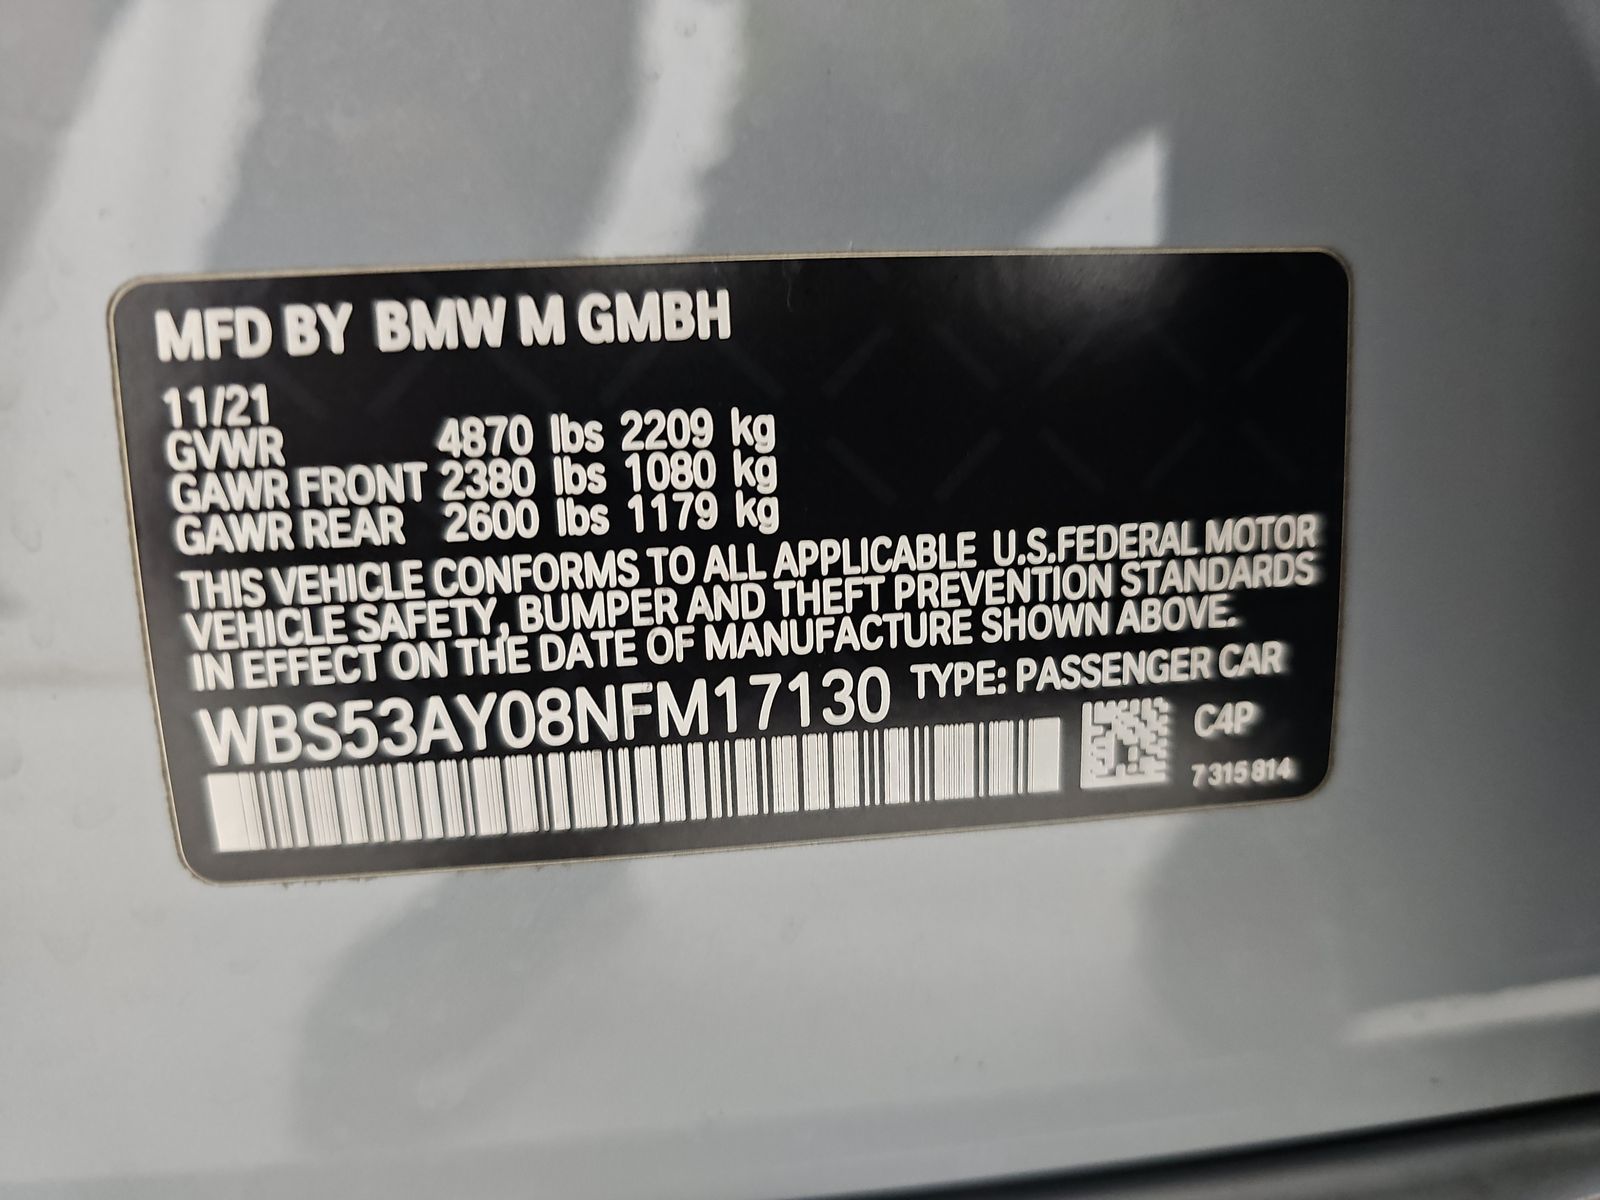 MFD BY BMW M GMBH
11/21
GVWR 4870 lbs 2209 kg
GAWR FRONT 2380 lbs 1080 kg
GAWR REAR 2600 lbs 1179 kg
THIS VEHICLE CONFORMS TO ALL APPLICABLE U.S.FEDERAL MOTOR
VEHICLE SAFETY, BUMPER AND THEFT PREVENTION STANDARDS
IN EFFECT ON THE DATE OF MANUFACTURE SHOWN ABOVE.
WBS53AY08NFM17130 TYPE: PASSENGER CAR
C4P
7 315 814